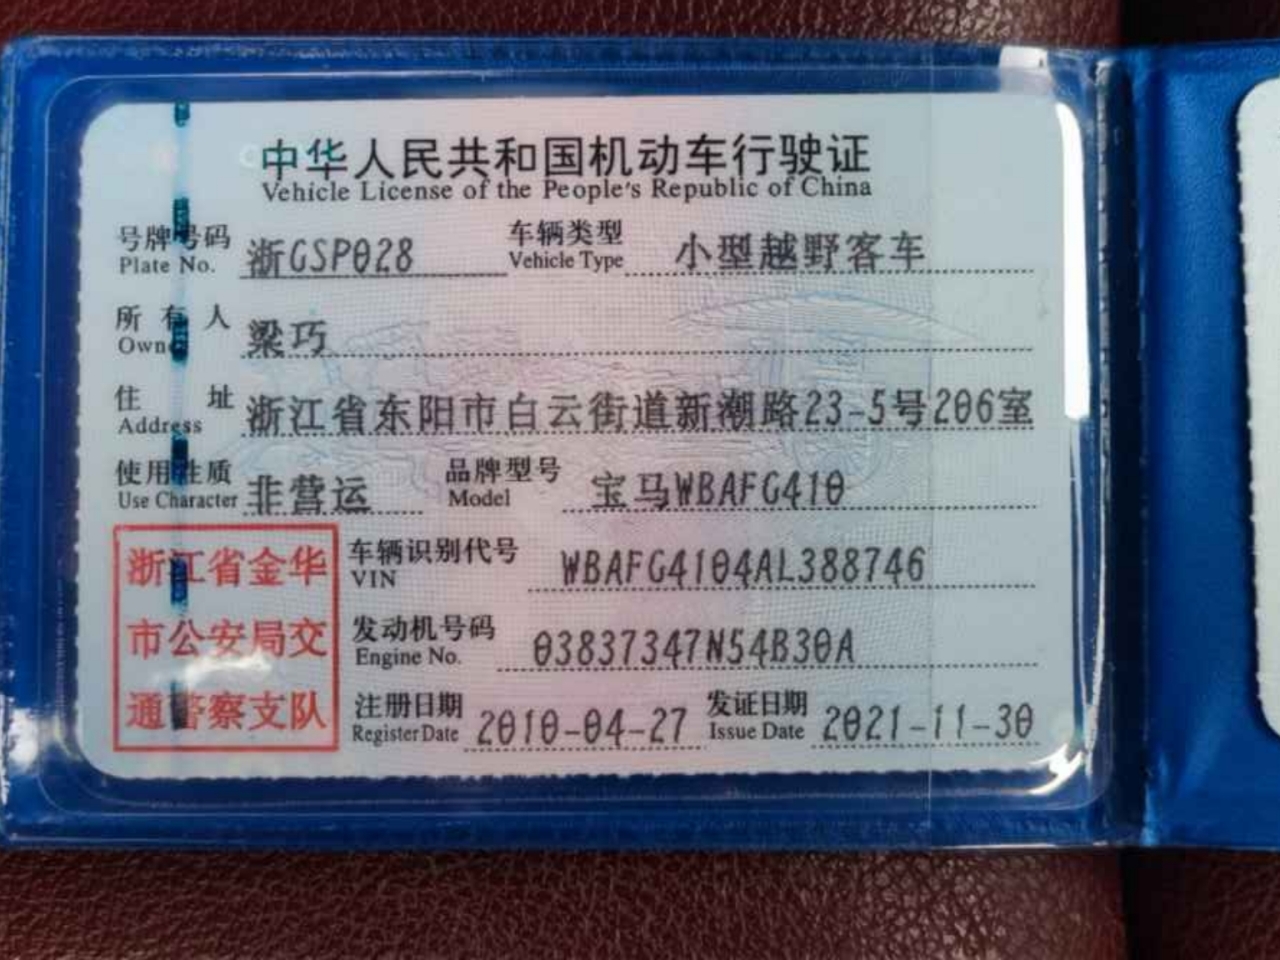 中华人民共和国机动车行驶证
Vehicle License of the People's Republic of China
号牌号码 浙GSP028 车辆类型 小型越野客车
Plate No. Vehicle Type
所有人 梁巧
Owner
住址 浙江省东阳市白云街道新潮路23-5号206室
Address
使用性质 非营运 品牌型号 宝马WBAFG410
Use Character Model
浙江省金华
市公安局交
通警察支队
车辆识别代号 WBAFG4104AL388746
VIN
发动机号码 03837347N54B30A
Engine No.
注册日期 2010-04-27 发证日期 2021-11-30
Register Date Issue Date